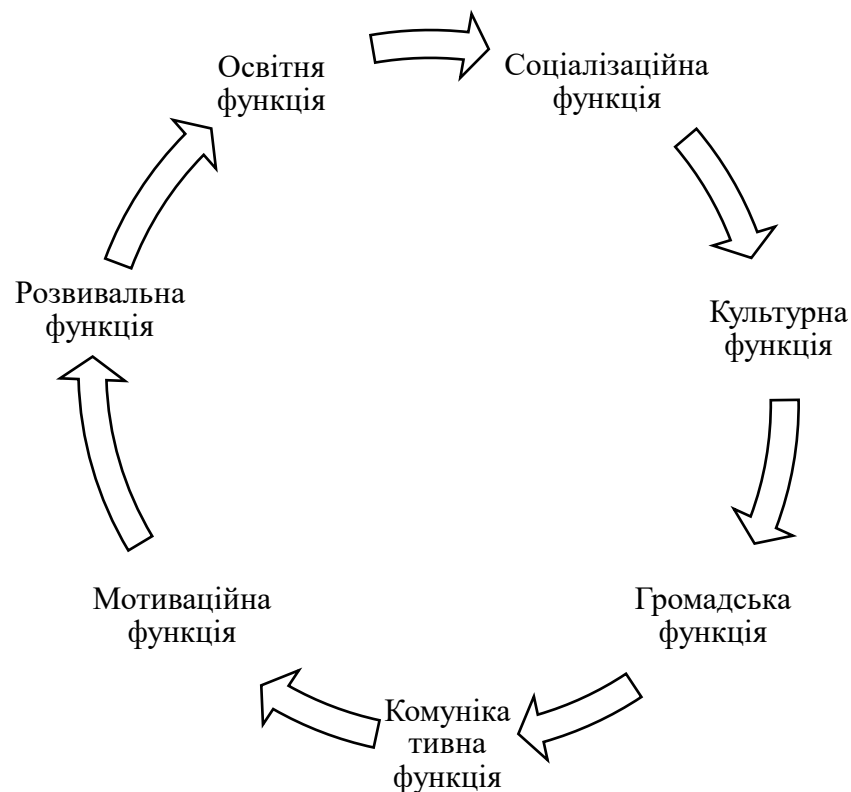 Освітня
функція
Соціалізаційна
функція
Культурна
функція
Громадська
функція
Комуніка
тивна
функція
Мотиваційна
функція
Розвивальна
функція